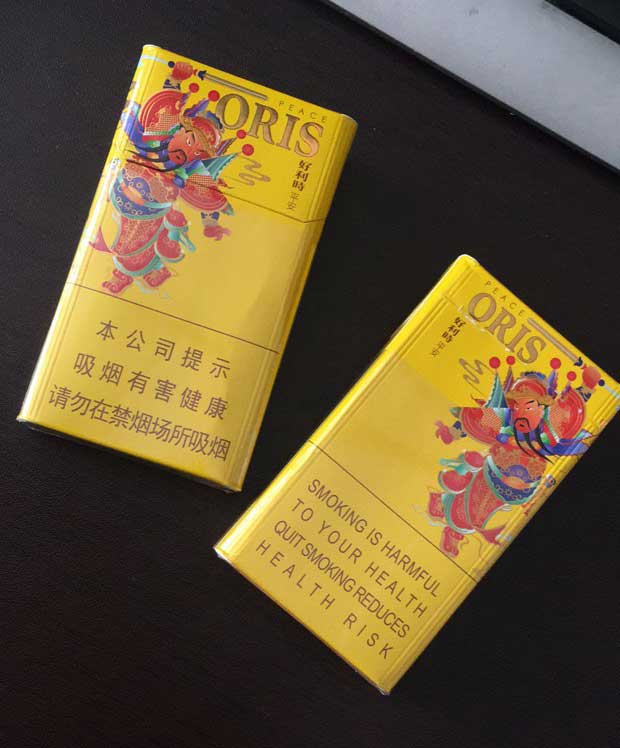 PEACE
ORIS
好利時 平安
本公司提示
吸烟有害健康
请勿在禁烟场所吸烟
PEACE
ORIS
好利時 平安
SMOKING IS HARMFUL
TO YOUR HEALTH
QUIT SMOKING REDUCES
HEALTH RISK